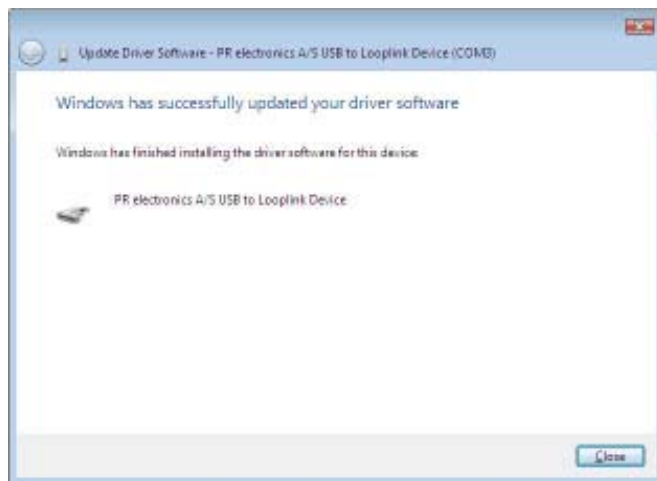 Update Driver Software - PR electronics A/S USB to Looplink Device (COM3)
Windows has successfully updated your driver software
Windows has finished installing the driver software for this device:
PR electronics A/S USB to Looplink Device
Close